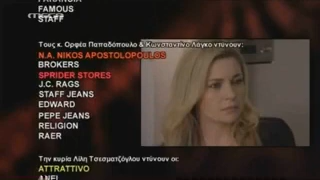 FAMOUS
STAFF
Τους κ. Ορφέα Παπαδόπουλο & Κωνσταντίνο Λάγκο ντύνουν:
N.A. NIKOS APOSTOLOPOULOS
BROKERS
SPRIDER STORES
J.C. RAGS
STAFF JEANS
EDWARD
PEPE JEANS
RELIGION
RAER
Την κυρία Λίλη Τσεσματζόγλου ντύνουν οι:
ATTRATTIVO